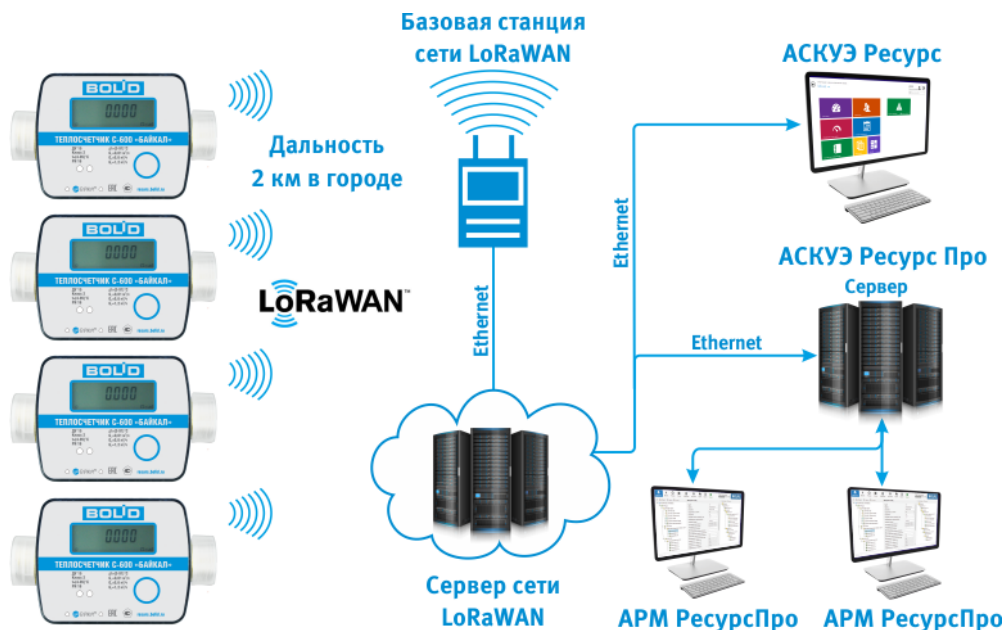 Базовая станция
сети LoRaWAN
АСКУЭ Ресурс
BOLID
0000
ТЕПЛОСЧЕТЧИК С-600 «БАЙКАЛ»
Дальность
2 км в городе
BOLID
0000
ТЕПЛОСЧЕТЧИК С-600 «БАЙКАЛ»
LoRaWAN™
BOLID
0000
ТЕПЛОСЧЕТЧИК С-600 «БАЙКАЛ»
BOLID
0000
ТЕПЛОСЧЕТЧИК С-600 «БАЙКАЛ»
Ethernet
Ethernet
АСКУЭ Ресурс Про
Сервер
Ethernet
Сервер сети
LoRaWAN
АРМ РесурсПро
АРМ РесурсПро